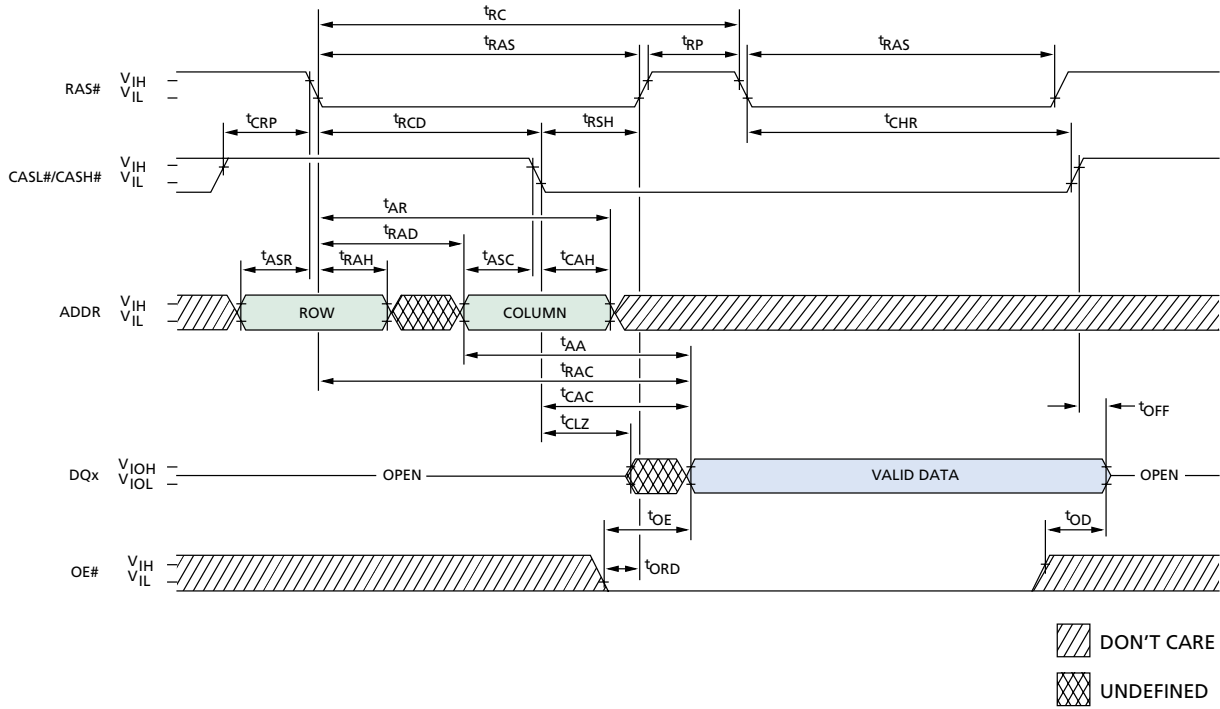 tRC
tRAS tRP tRAS
RAS# VIH
VIL
tCRP tRCD tRSH tCHR
CASL#/CASH# VIH
VIL
tAR
tRAD
tASR tRAH tASC tCAH
ADDR VIH
VIL
ROW COLUMN
tAA
tRAC
tCAC
tOFF
tCLZ
DQx VIOH
VIOL
OPEN VALID DATA OPEN
tOE tOD
OE# VIH
VIL
tORD
DON'T CARE
UNDEFINED